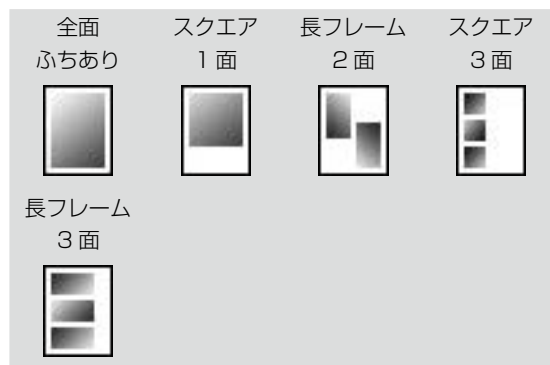 全面
ふちあり
スクエア
1面
長フレーム
2面
スクエア
3面
長フレーム
3面